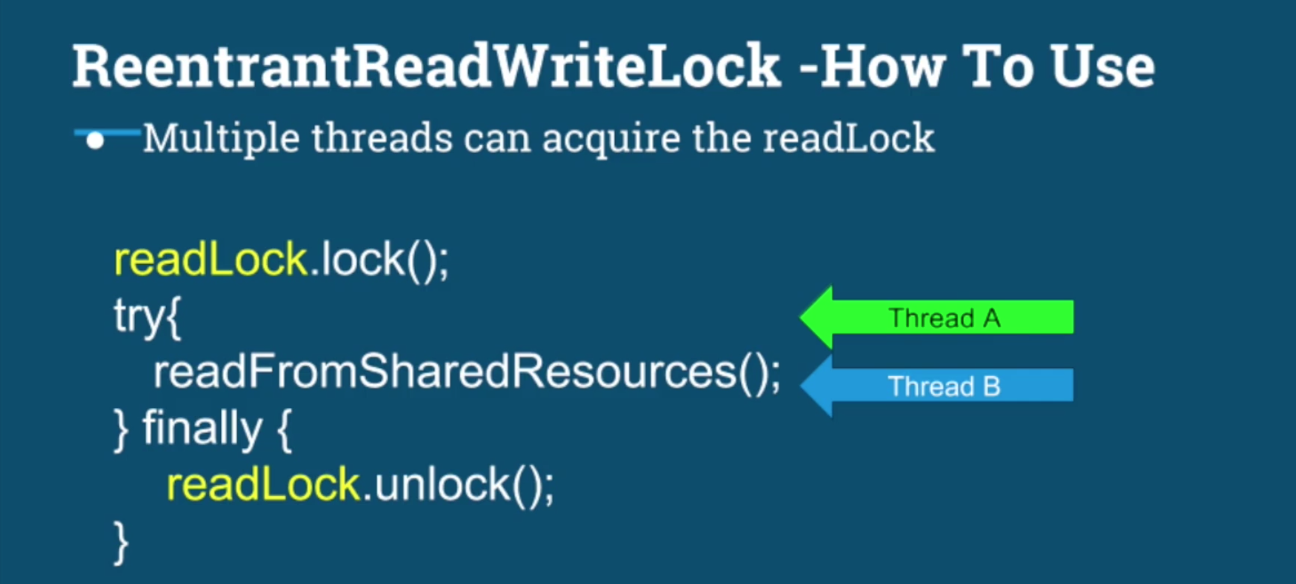 ReentrantReadWriteLock -How To Use
Multiple threads can acquire the readLock
readLock.lock();
try{
Thread A
readFromSharedResources();
Thread B
} finally {
readLock.unlock();
}